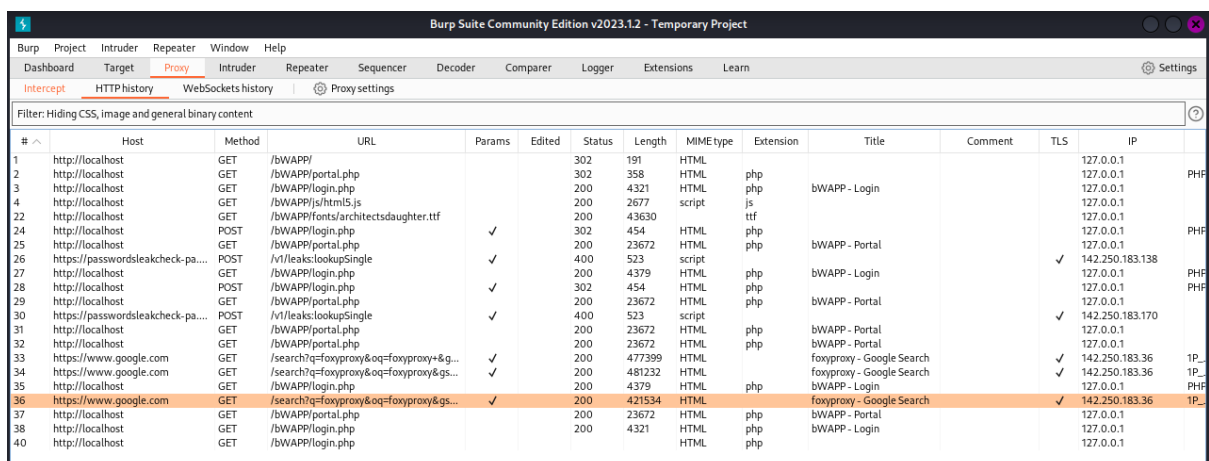 Burp Suite Community Edition v2023.1.2 - Temporary Project
Burp Project Intruder Repeater Window Help
Dashboard Target Proxy Intruder Repeater Sequencer Decoder Comparer Logger Extensions Learn Settings
Intercept HTTP history WebSockets history Proxy settings
Filter: Hiding CSS, image and general binary content ?
# Host Method URL Params Edited Status Length MIME type Extension Title Comment TLS IP
1 http://localhost GET /bWAPP/ 302 191 HTML 127.0.0.1
2 http://localhost GET /bWAPP/portal.php 302 358 HTML php 127.0.0.1 PHP
3 http://localhost GET /bWAPP/login.php 200 4321 HTML php bWAPP - Login 127.0.0.1
4 http://localhost GET /bWAPP/js/html5.js 200 2677 script js 127.0.0.1
22 http://localhost GET /bWAPP/fonts/architectsdaughter.ttf 200 43630 ttf 127.0.0.1
24 http://localhost POST /bWAPP/login.php ✓ 302 454 HTML php 127.0.0.1 PHP
25 http://localhost GET /bWAPP/portal.php 200 23672 HTML php bWAPP - Portal 127.0.0.1
26 https://passwordsleakcheck-pa.... POST /v1/leaks:lookupSingle ✓ 400 523 script ✓ 142.250.183.138
27 http://localhost GET /bWAPP/login.php 200 4379 HTML php bWAPP - Login 127.0.0.1 PHP
28 http://localhost POST /bWAPP/login.php ✓ 302 454 HTML php 127.0.0.1 PHP
29 http://localhost GET /bWAPP/portal.php 200 23672 HTML php bWAPP - Portal 127.0.0.1
30 https://passwordsleakcheck-pa.... POST /v1/leaks:lookupSingle ✓ 400 523 script ✓ 142.250.183.170
31 http://localhost GET /bWAPP/portal.php 200 23672 HTML php bWAPP - Portal 127.0.0.1
32 http://localhost GET /bWAPP/portal.php 200 23672 HTML php bWAPP - Portal 127.0.0.1
33 https://www.google.com GET /search?q=foxyproxy&oq=foxyproxy+&g... ✓ 200 477399 HTML foxyproxy - Google Search ✓ 142.250.183.36 1P_...
34 https://www.google.com GET /search?q=foxyproxy&oq=foxyproxy&gs... ✓ 200 481232 HTML foxyproxy - Google Search ✓ 142.250.183.36 1P_...
35 http://localhost GET /bWAPP/login.php 200 4379 HTML php bWAPP - Login 127.0.0.1 PHP
36 https://www.google.com GET /search?q=foxyproxy&oq=foxyproxy&gs... ✓ 200 421534 HTML foxyproxy - Google Search ✓ 142.250.183.36 1P_...
37 http://localhost GET /bWAPP/portal.php 200 23672 HTML php bWAPP - Portal 127.0.0.1
38 http://localhost GET /bWAPP/login.php 200 4321 HTML php bWAPP - Login 127.0.0.1
40 http://localhost GET /bWAPP/login.php HTML php 127.0.0.1